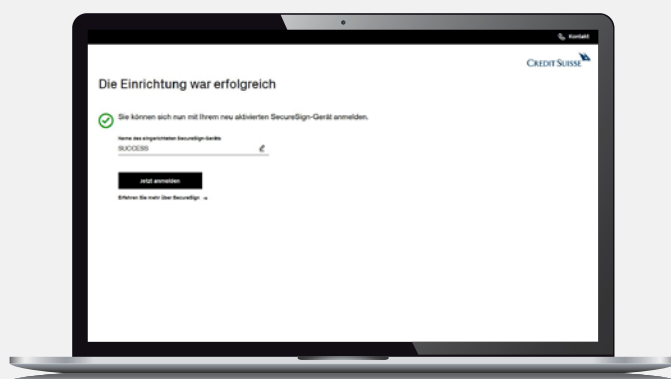 Kontakt
CREDIT SUISSE
Die Einrichtung war erfolgreich
Sie können sich nun mit Ihrem neu aktivierten SecureSign-Gerät anmelden.
Name des eingerichteten SecureSign-Geräts
SUCCESS
Jetzt anmelden
Erfahren Sie mehr über SecureSign →